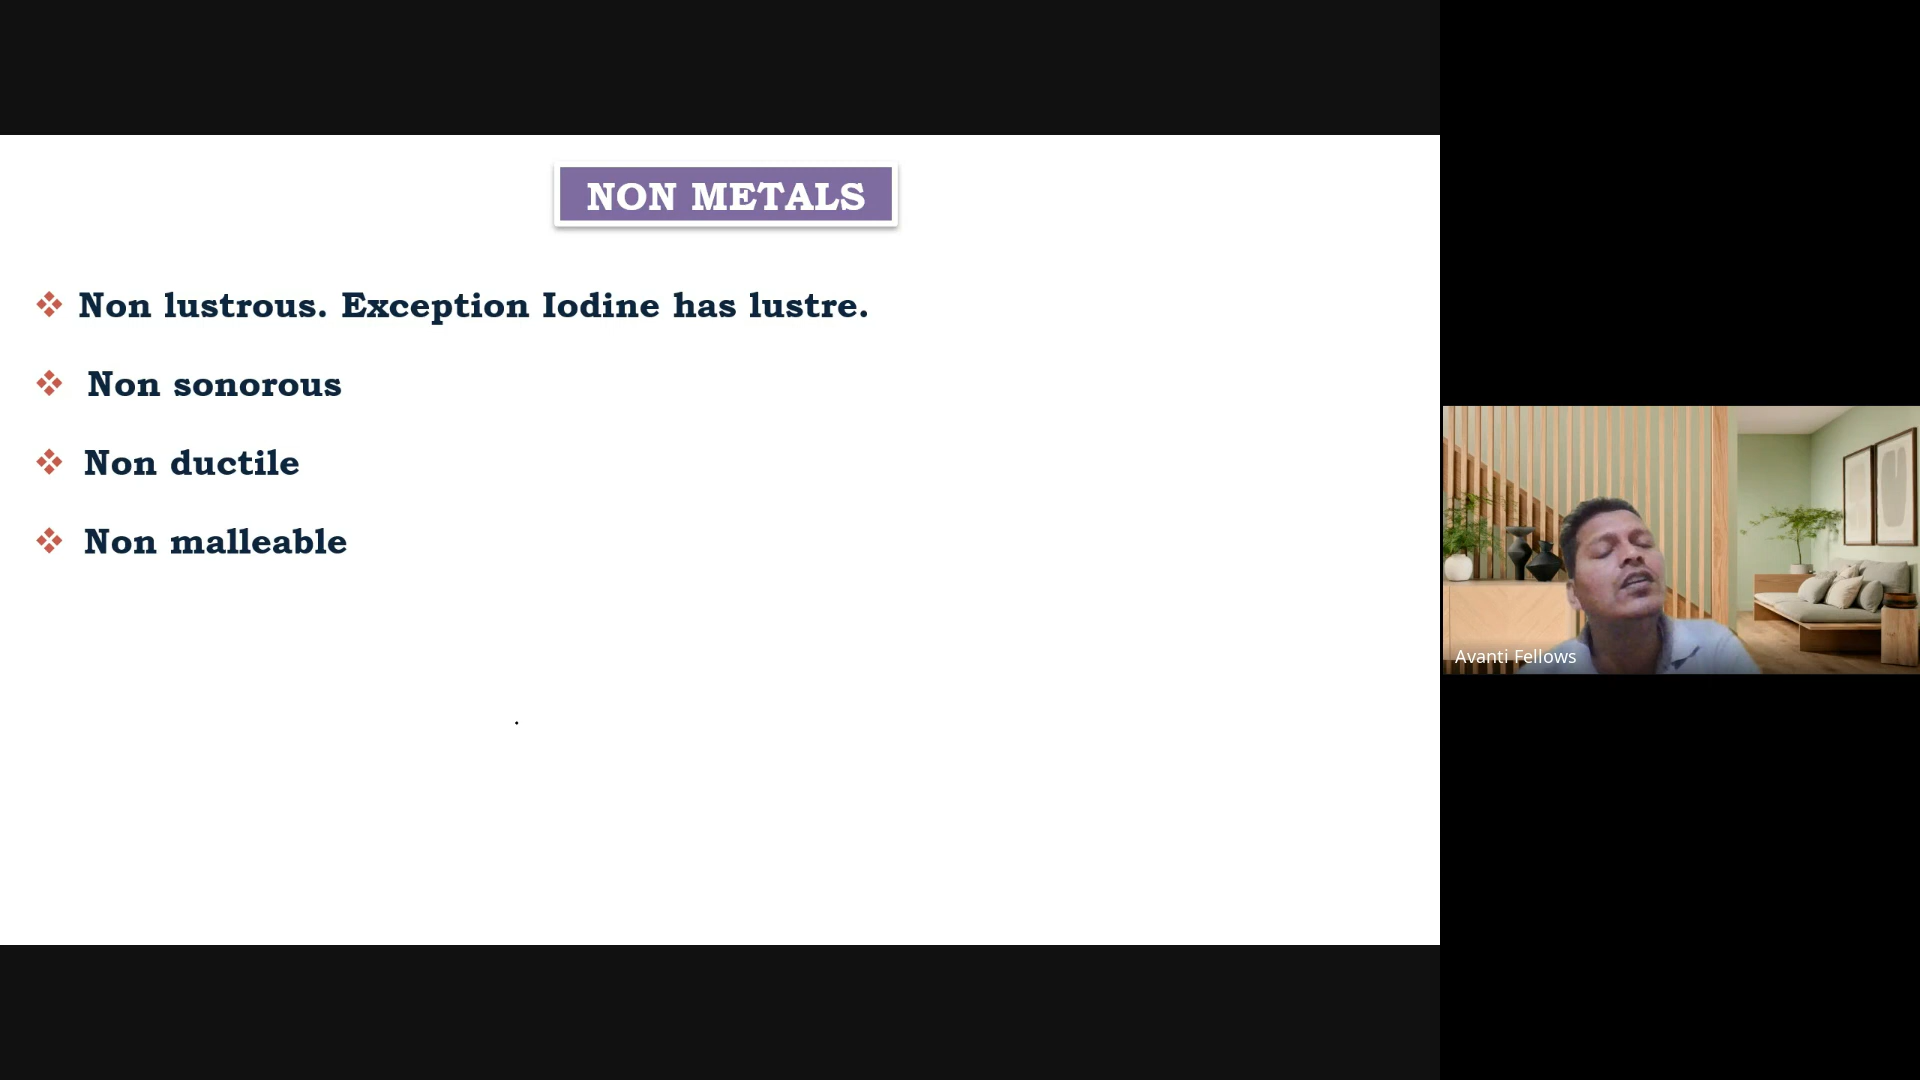 NON METALS
Non lustrous. Exception Iodine has lustre.
Non sonorous
Non ductile
Non malleable
Avanti Fellows